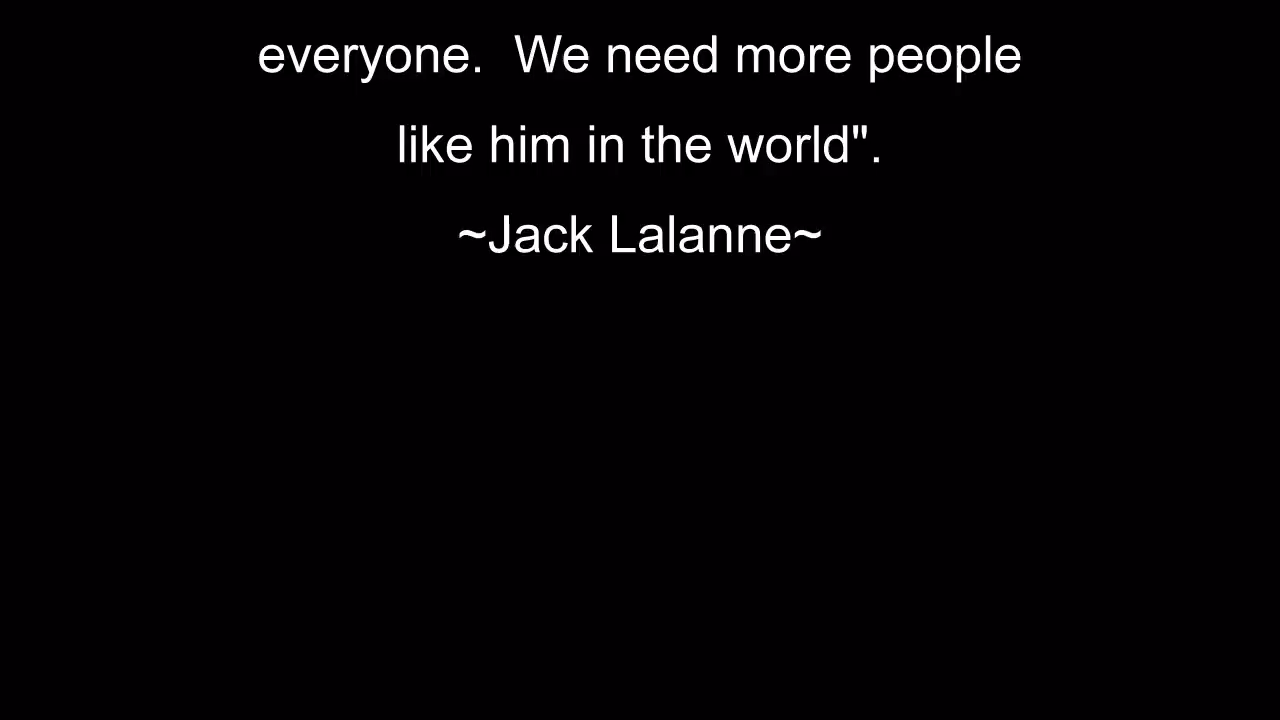 everyone.  We need more people
like him in the world".
~Jack Lalanne~